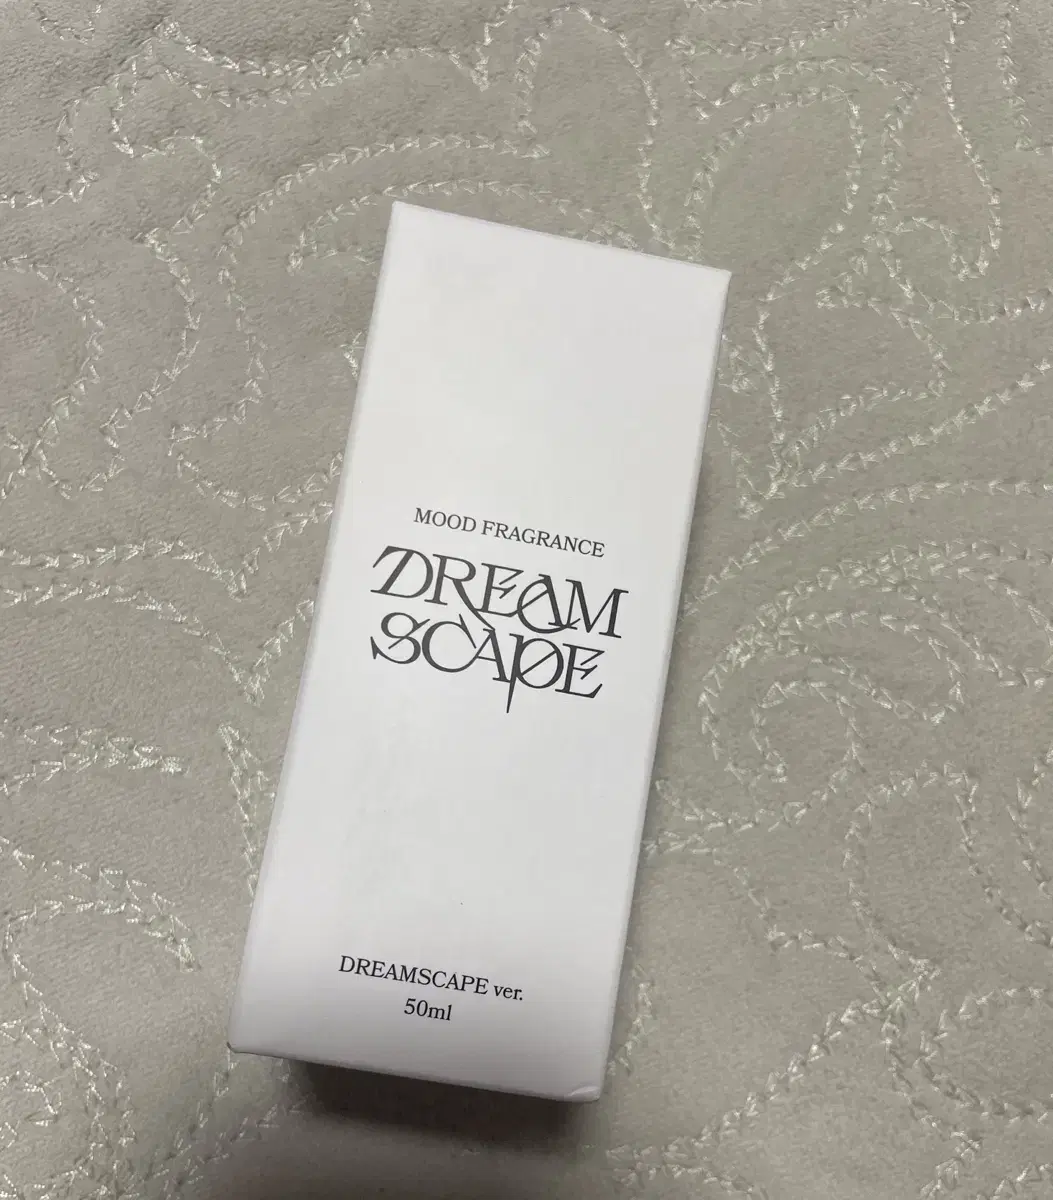 MOOD FRAGRANCE
DREAM
SCAPE
DREAMSCAPE ver.
50ml